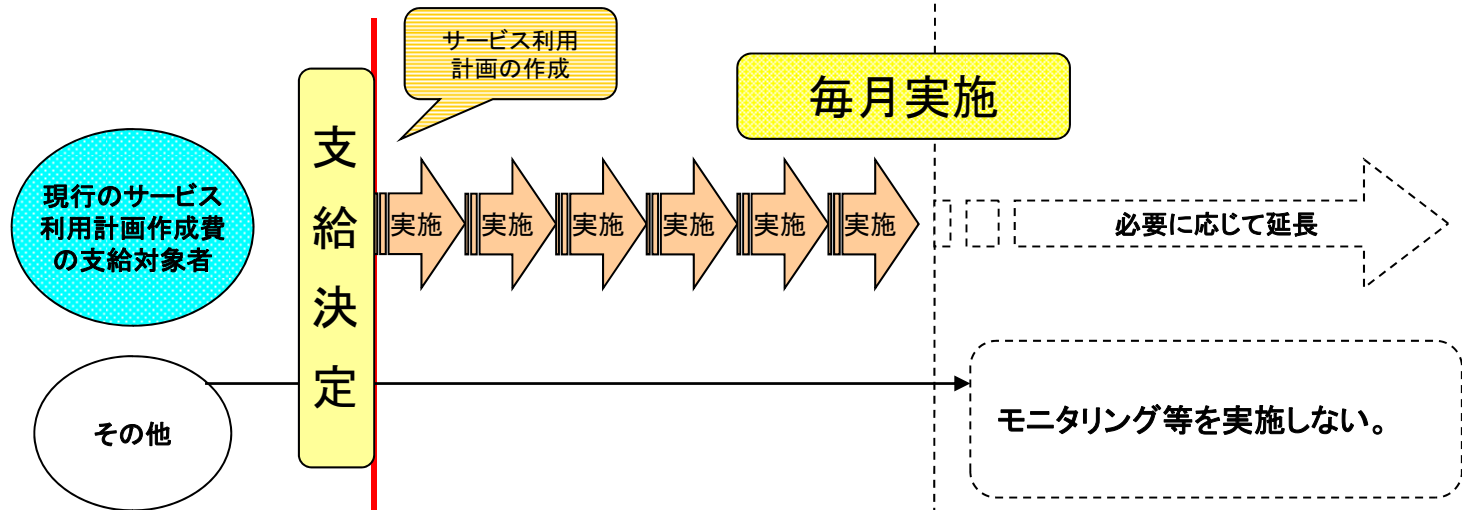 サービス利用
計画の作成
毎月実施
支給決定
現行のサービス
利用計画作成費
の支給対象者
実施
実施
実施
実施
実施
実施
必要に応じて延長
その他
モニタリング等を実施しない。